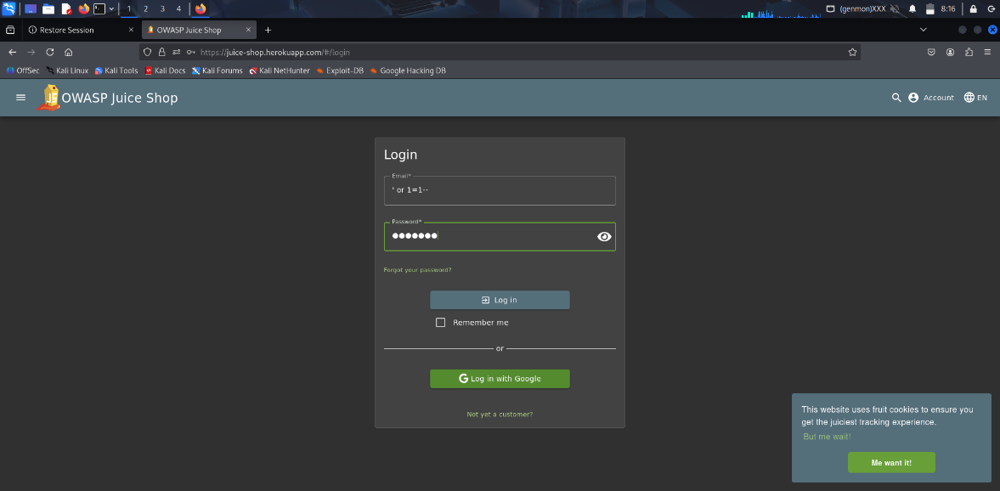 1 2 3 4 (genmon)XXX 8:16
Restore Session OWASP Juice Shop
https://juice-shop.herokuapp.com/#/login
OffSec Kali Linux Kali Tools Kali Docs Kali Forums Kali NetHunter Exploit-DB Google Hacking DB
JS OWASP Juice Shop Account EN
Login
Email*
' or 1=1--
Password*
●●●●●●●
Forgot your password?
Log in
Remember me
or
G Log in with Google
Not yet a customer?
This website uses fruit cookies to ensure you
get the juiciest tracking experience.
But me wait!
Me want it!